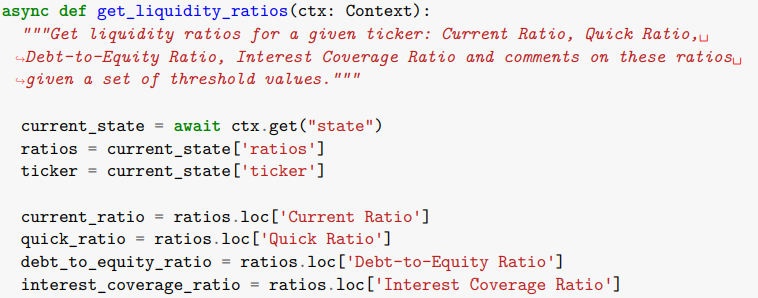 async def get_liquidity_ratios(ctx: Context):
"""Get liquidity ratios for a given ticker: Current Ratio, Quick Ratio,␣
↪Debt-to-Equity Ratio, Interest Coverage Ratio and comments on these ratios␣
↪given a set of threshold values."""
current_state = await ctx.get("state")
ratios = current_state['ratios']
ticker = current_state['ticker']
current_ratio = ratios.loc['Current Ratio']
quick_ratio = ratios.loc['Quick Ratio']
debt_to_equity_ratio = ratios.loc['Debt-to-Equity Ratio']
interest_coverage_ratio = ratios.loc['Interest Coverage Ratio']